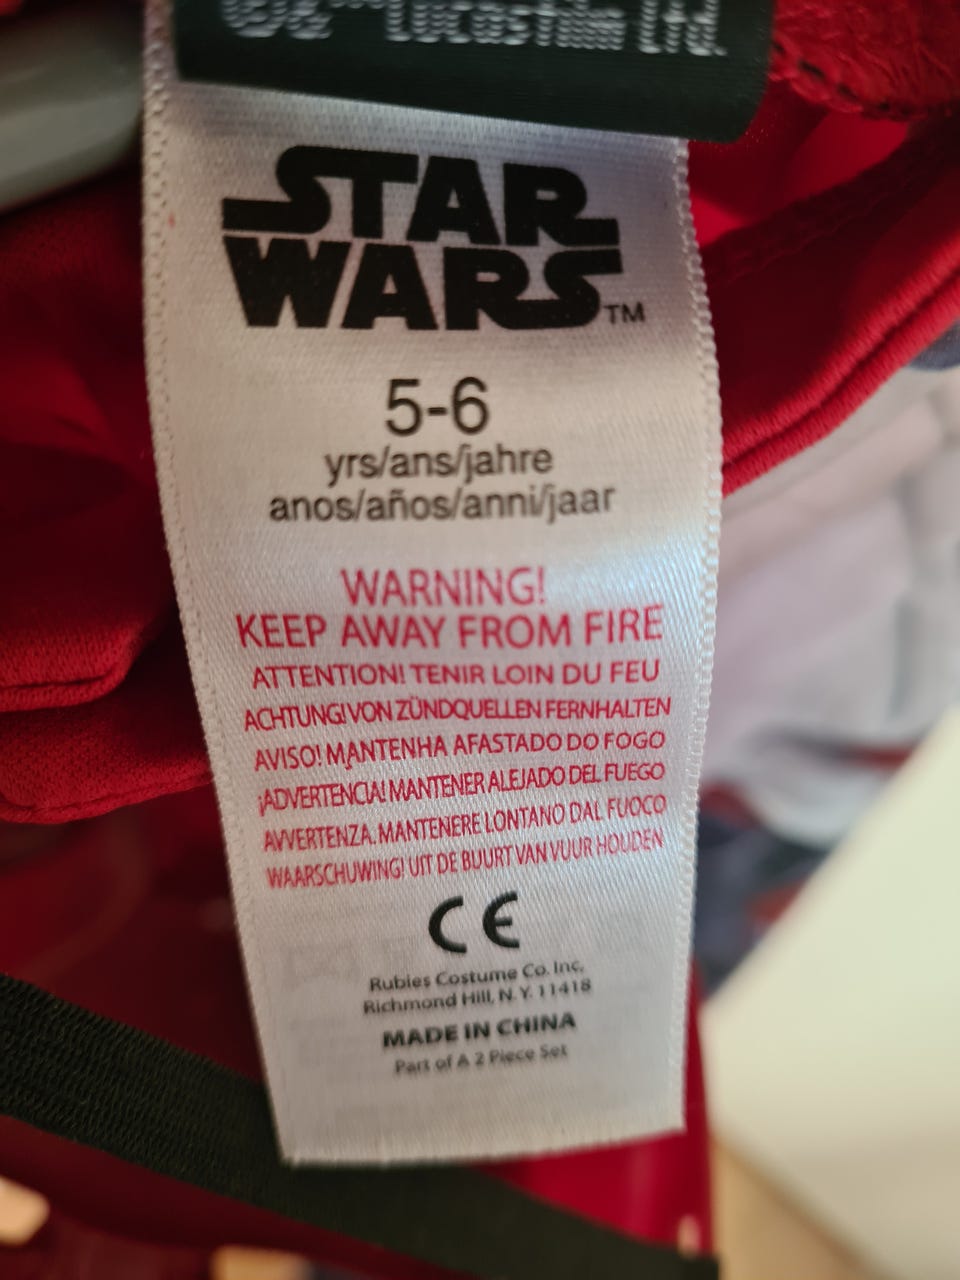 Lucasfilm Ltd.
STAR
WARS™
5-6
yrs/ans/jahre
anos/años/anni/jaar
WARNING!
KEEP AWAY FROM FIRE
ATTENTION! TENIR LOIN DU FEU
ACHTUNG! VON ZÜNDQUELLEN FERNHALTEN
AVISO! MANTENHA AFASTADO DO FOGO
¡ADVERTENCIA! MANTENER ALEJADO DEL FUEGO
AVVERTENZA. MANTENERE LONTANO DAL FUOCO
WAARSCHUWING! UIT DE BUURT VAN VUUR HOUDEN
CE
Rubies Costume Co. Inc.
Richmond Hill, N.Y. 11418
MADE IN CHINA
Part of A 2 Piece Set